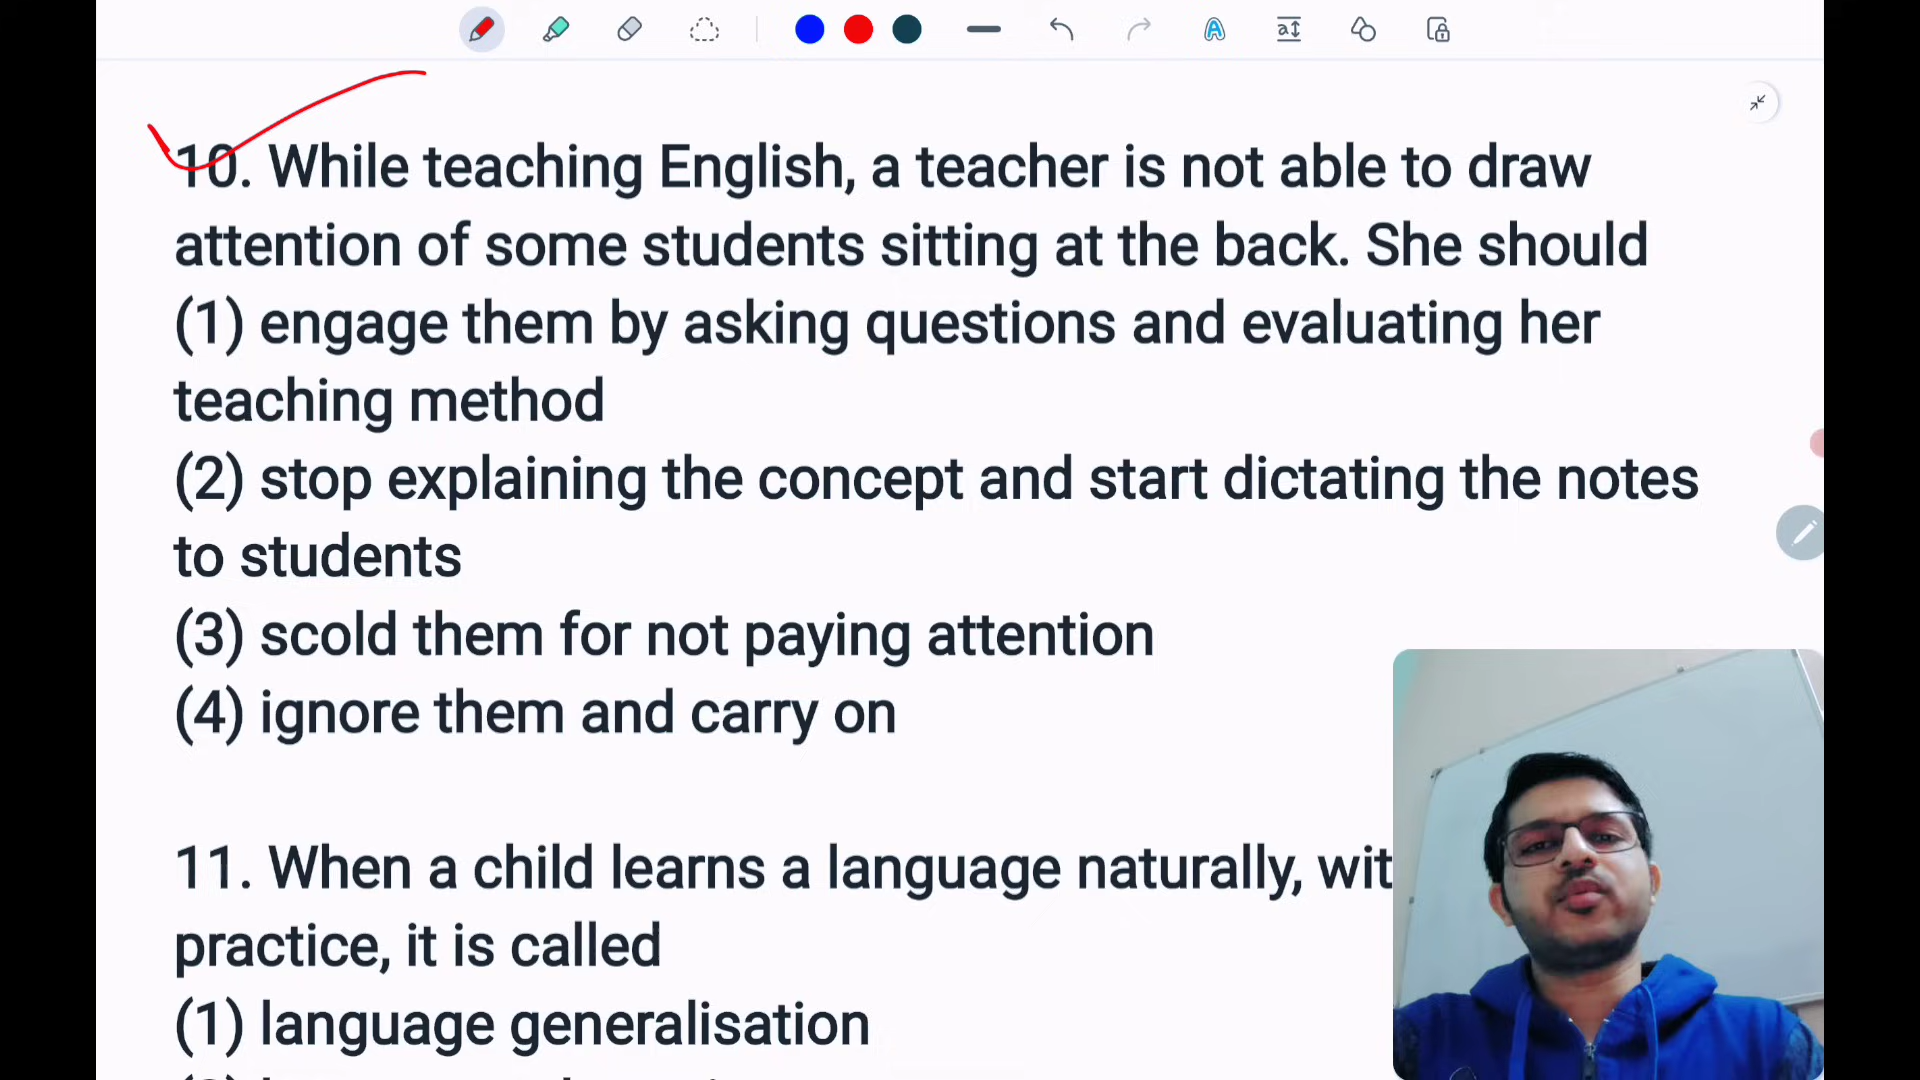 10. While teaching English, a teacher is not able to draw
attention of some students sitting at the back. She should
(1) engage them by asking questions and evaluating her
teaching method
(2) stop explaining the concept and start dictating the notes
to students
(3) scold them for not paying attention
(4) ignore them and carry on
11. When a child learns a language naturally,
practice, it is called
(1) language generalisation